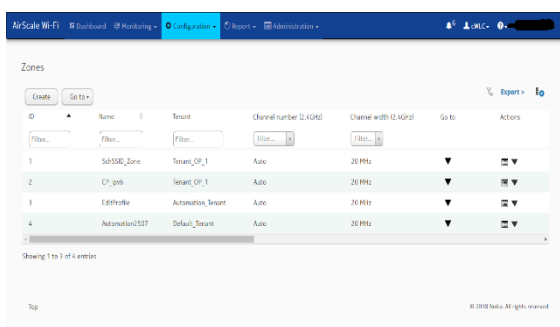 AirScale Wi-Fi Dashboard Monitoring Configuration Report Administration 6 cWLC
Zones
Create Go to Export
ID Name Tenant Channel number (2.4GHz) Channel width (2.4GHz) Go to Actions
Filter... Filter... Filter... Filter... Filter...
1 SchSSID_Zone Tenant_OP_1 Auto 20 MHz
2 CP_ipv6 Tenant_OP_1 Auto 20 MHz
3 EditProfile Automation_Tenant Auto 20 MHz
4 Automation2507 Default_Tenant Auto 20 MHz
Showing 1 to 3 of 4 entries
Top © 2018 Nokia. All rights reserved.